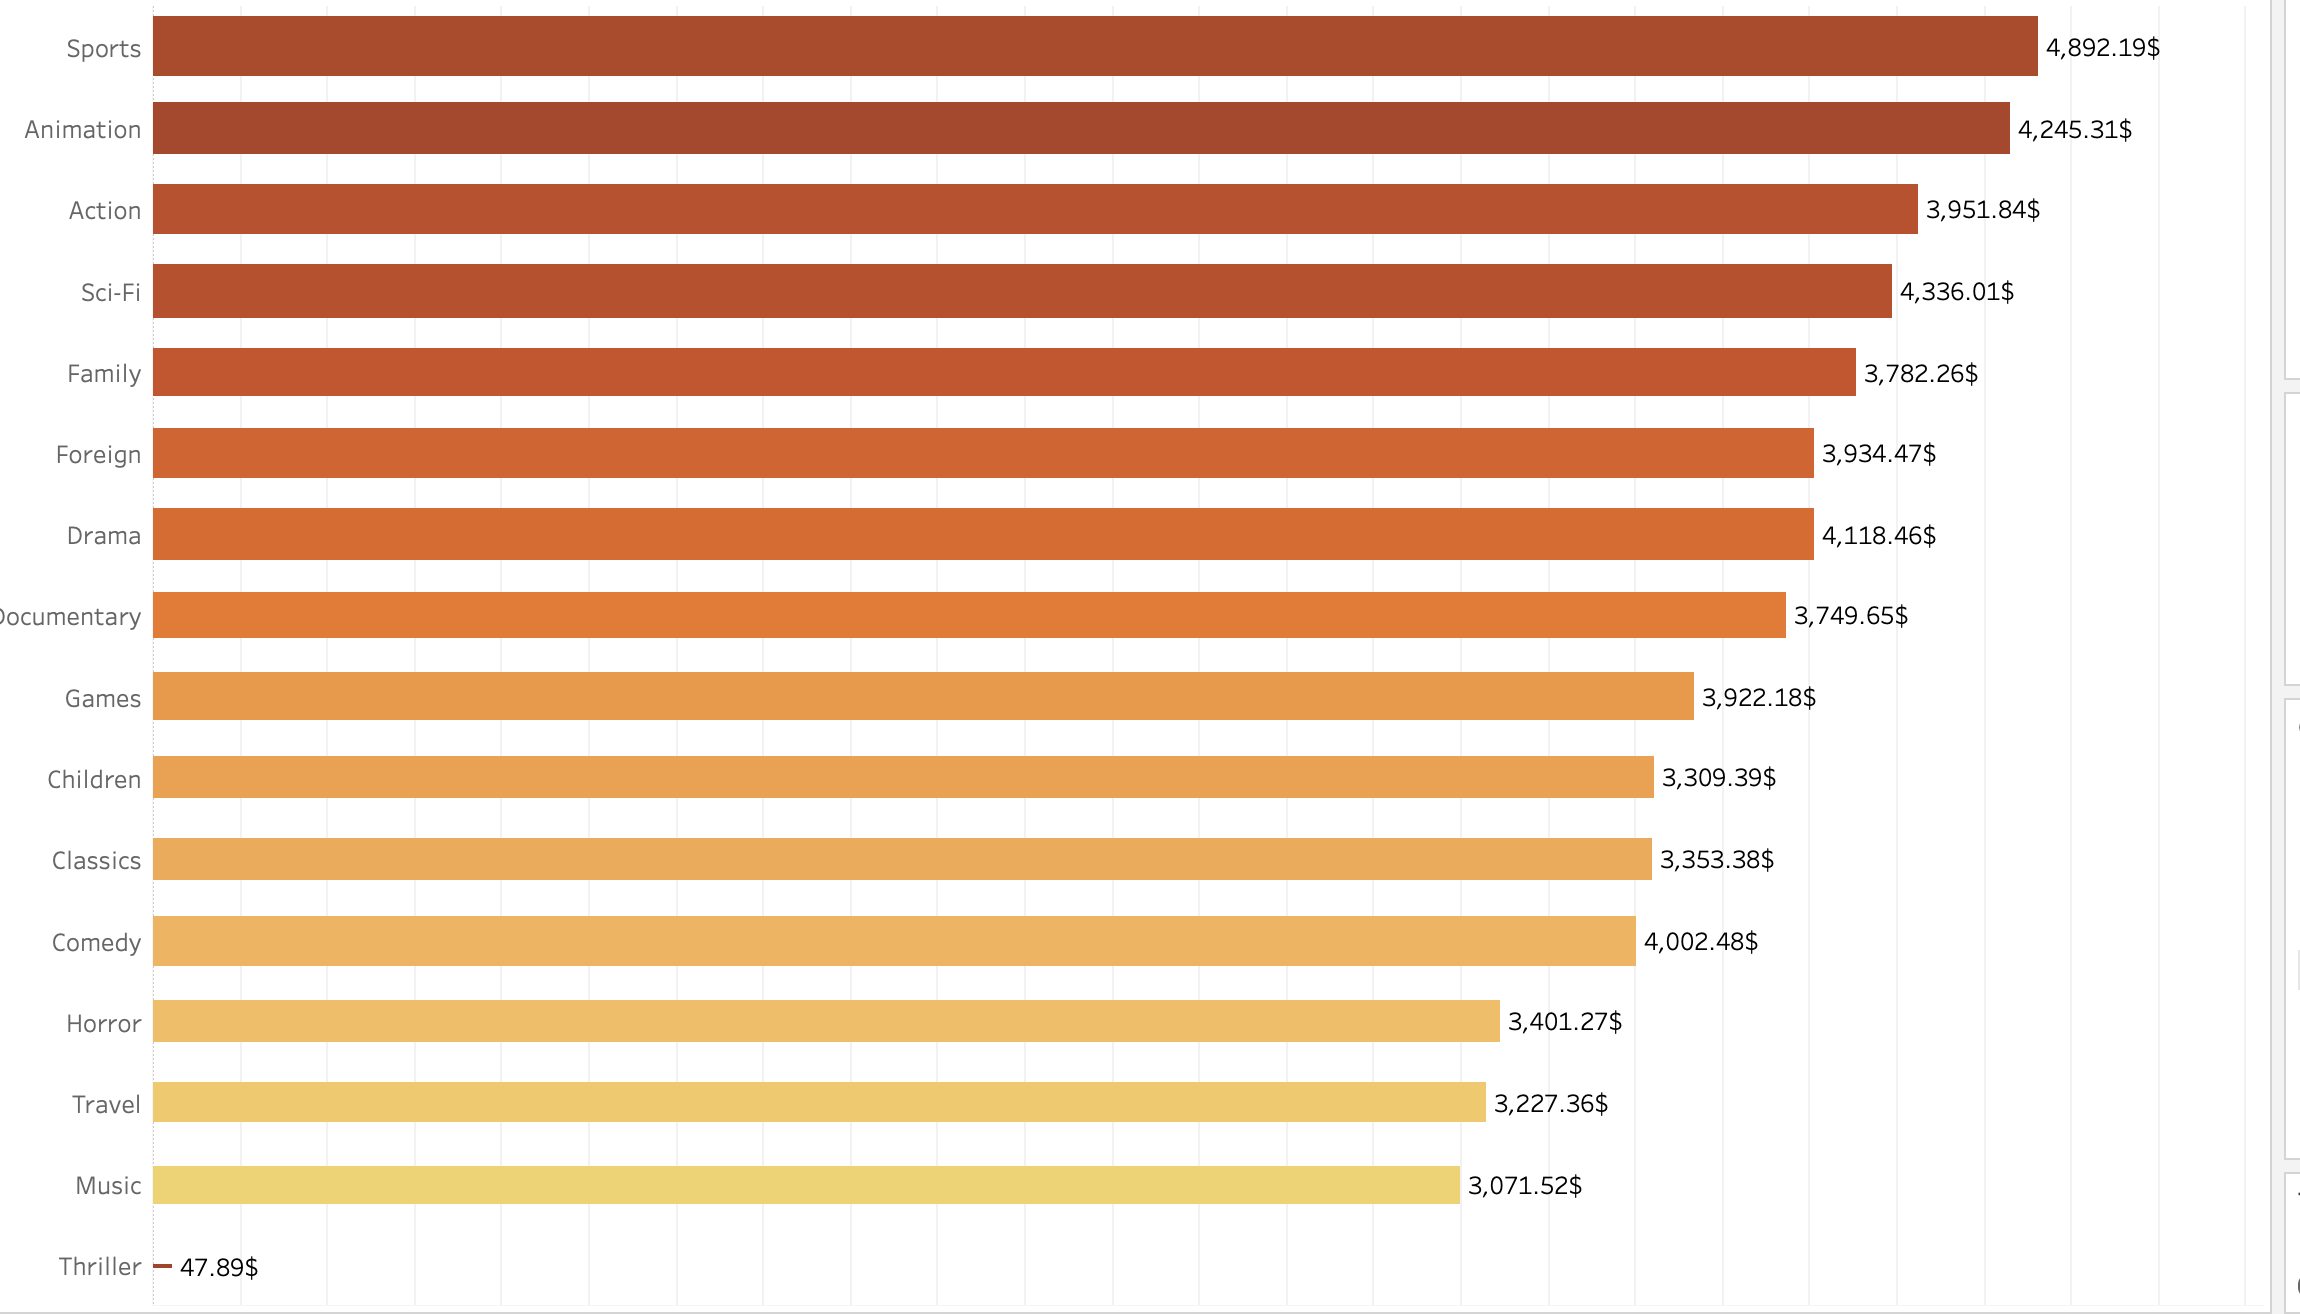 Sports 4,892.19$
Animation 4,245.31$
Action 3,951.84$
Sci-Fi 4,336.01$
Family 3,782.26$
Foreign 3,934.47$
Drama 4,118.46$
Documentary 3,749.65$
Games 3,922.18$
Children 3,309.39$
Classics 3,353.38$
Comedy 4,002.48$
Horror 3,401.27$
Travel 3,227.36$
Music 3,071.52$
Thriller 47.89$